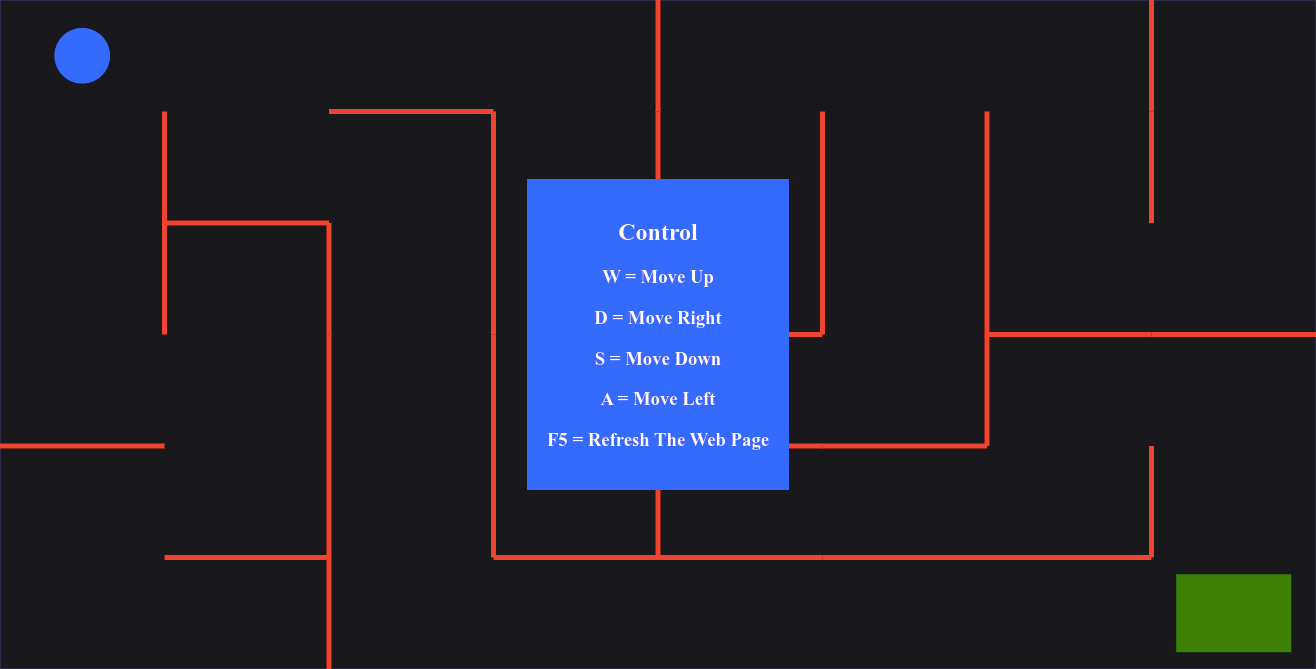 Control
W = Move Up
D = Move Right
S = Move Down
A = Move Left
F5 = Refresh The Web Page